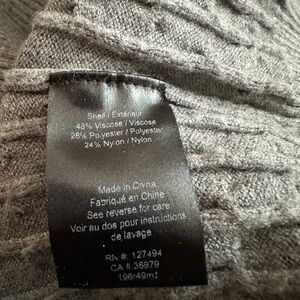 Shell / Extérieur
48% Viscose / Viscose
28% Polyester / Polyester
24% Nylon / Nylon
Made in China
Fabriqué en Chine
See reverse for care
Voir au dos pour instructions
de lavage
RN #: 127494
CA #:36979